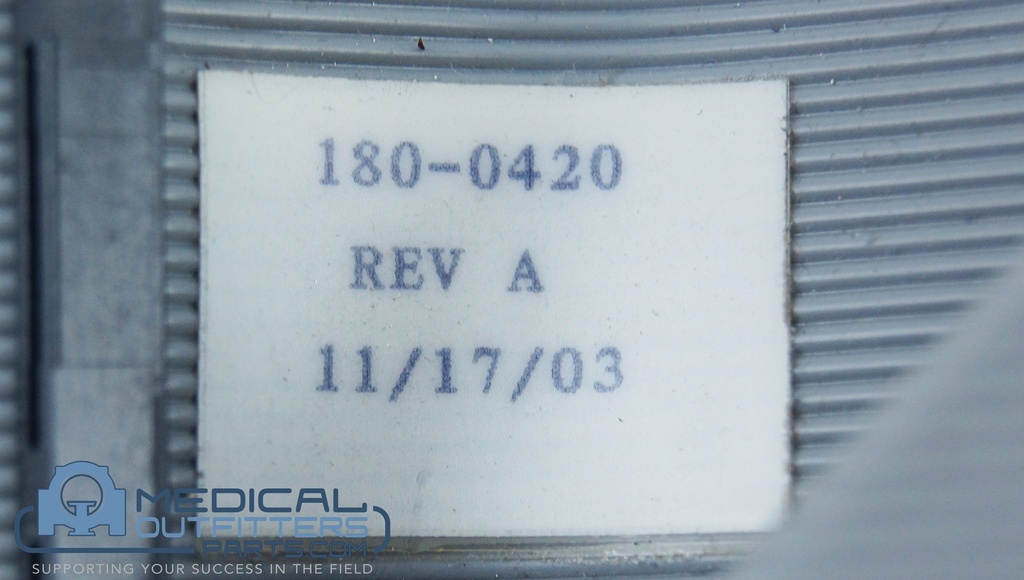 180-0420
REV A
11/17/03
MEDICAL
OUTFITTERS
PARTS.COM
SUPPORTING YOUR SUCCESS IN THE FIELD